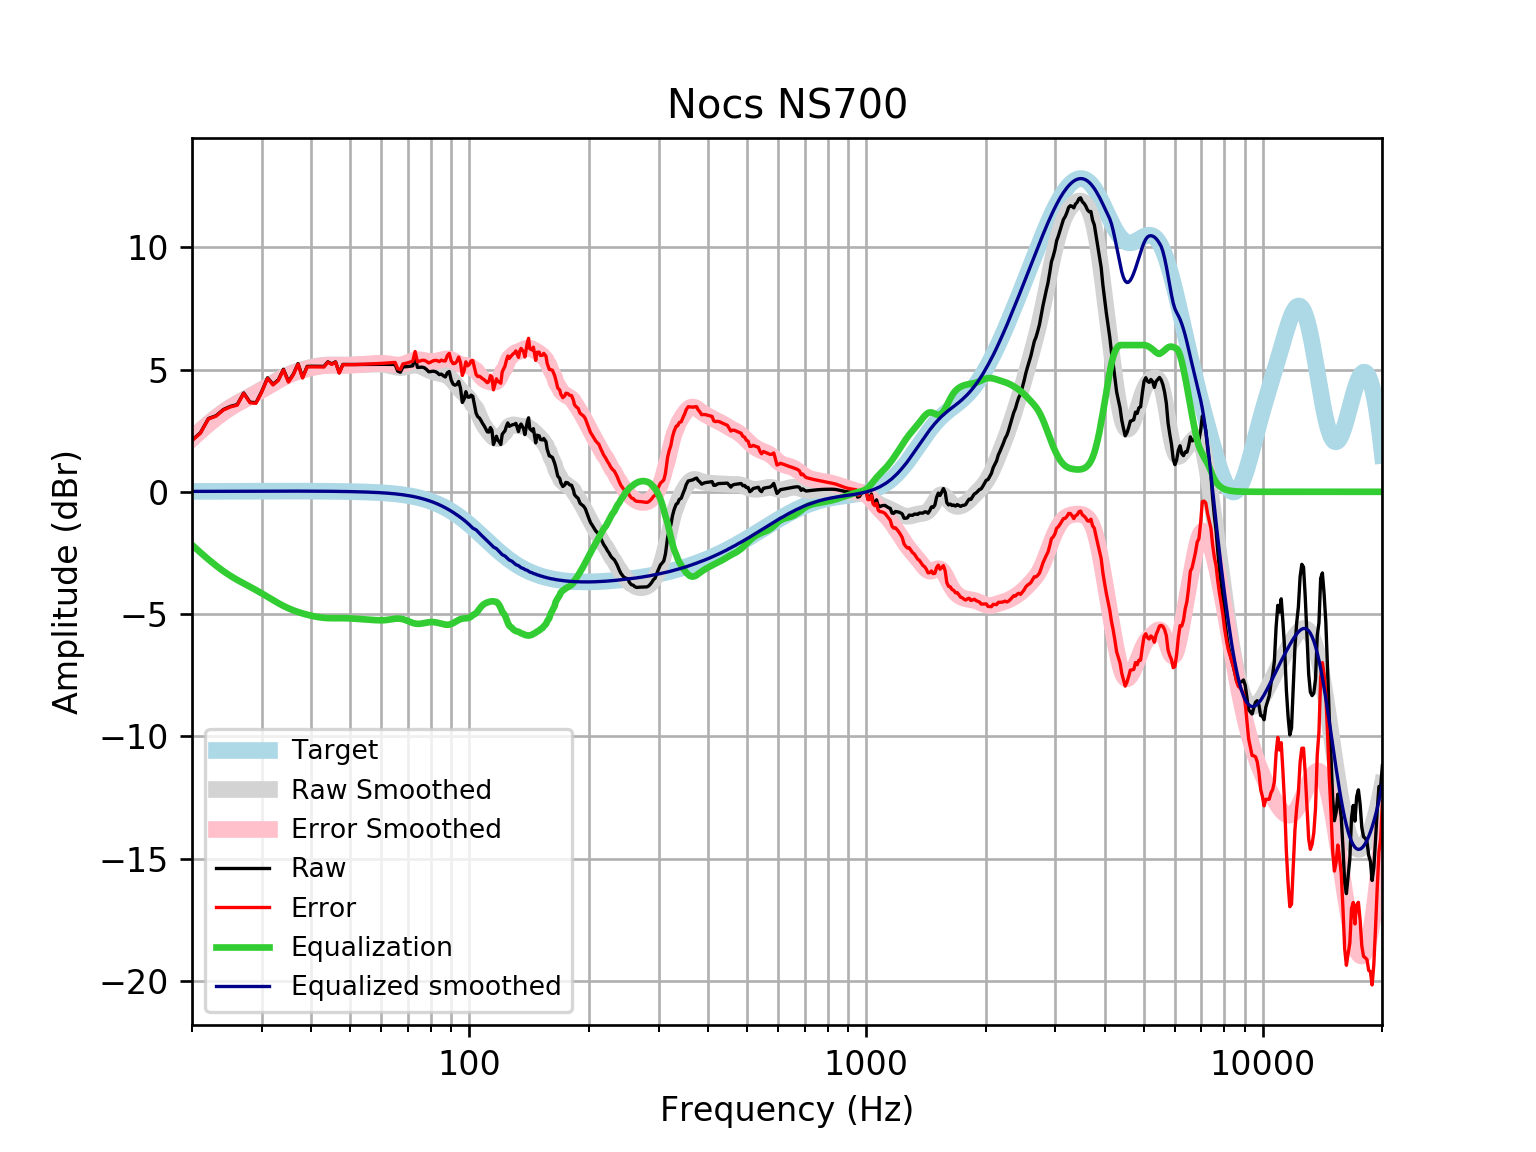 Nocs NS700
Amplitude (dBr)
10
5
0
−5
−10
−15
−20
Target
Raw Smoothed
Error Smoothed
Raw
Error
Equalization
Equalized smoothed
100
1000
10000
Frequency (Hz)